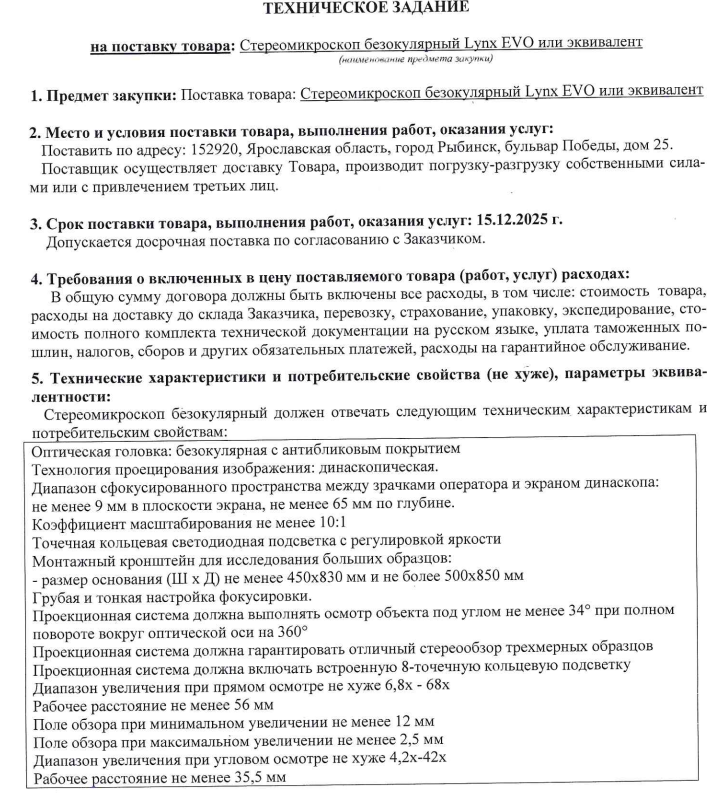 ТЕХНИЧЕСКОЕ ЗАДАНИЕ
на поставку товара: Стереомикроскоп безокулярный Lynx EVO или эквивалент
(наименование предмета закупки)
1. Предмет закупки: Поставка товара: Стереомикроскоп безокулярный Lynx EVO или эквивалент
2. Место и условия поставки товара, выполнения работ, оказания услуг:
Поставить по адресу: 152920, Ярославская область, город Рыбинск, бульвар Победы, дом 25.
Поставщик осуществляет доставку Товара, производит погрузку-разгрузку собственными сила-
ми или с привлечением третьих лиц.
3. Срок поставки товара, выполнения работ, оказания услуг: 15.12.2025 г.
Допускается досрочная поставка по согласованию с Заказчиком.
4. Требования о включенных в цену поставляемого товара (работ, услуг) расходах:
В общую сумму договора должны быть включены все расходы, в том числе: стоимость товара,
расходы на доставку до склада Заказчика, перевозку, страхование, упаковку, экспедирование, сто-
имость полного комплекта технической документации на русском языке, уплата таможенных по-
шлин, налогов, сборов и других обязательных платежей, расходы на гарантийное обслуживание.
5. Технические характеристики и потребительские свойства (не хуже), параметры эквива-
лентности:
Стереомикроскоп безокулярный должен отвечать следующим техническим характеристикам и
потребительским свойствам:
Оптическая головка: безокулярная с антибликовым покрытием
Технология проецирования изображения: динаскопическая.
Диапазон сфокусированного пространства между зрачками оператора и экраном динаскопа:
не менее 9 мм в плоскости экрана, не менее 65 мм по глубине.
Коэффициент масштабирования не менее 10:1
Точечная кольцевая светодиодная подсветка с регулировкой яркости
Монтажный кронштейн для исследования больших образцов:
- размер основания (Ш х Д) не менее 450х830 мм и не более 500х850 мм
Грубая и тонкая настройка фокусировки.
Проекционная система должна выполнять осмотр объекта под углом не менее 34° при полном
повороте вокруг оптической оси на 360°
Проекционная система должна гарантировать отличный стереообзор трехмерных образцов
Проекционная система должна включать встроенную 8-точечную кольцевую подсветку
Диапазон увеличения при прямом осмотре не хуже 6,8х - 68х
Рабочее расстояние не менее 56 мм
Поле обзора при минимальном увеличении не менее 12 мм
Поле обзора при максимальном увеличении не менее 2,5 мм
Диапазон увеличения при угловом осмотре не хуже 4,2х-42х
Рабочее расстояние не менее 35,5 мм